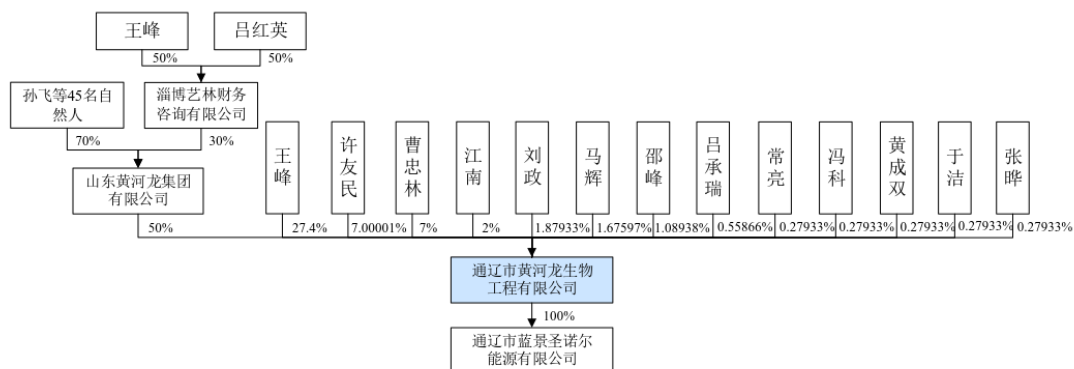 王峰
吕红英
50%
50%
孙飞等45名自
然人
淄博艺林财务
咨询有限公司
70%
30%
山东黄河龙集团
有限公司
王峰
许友民
曹忠林
江南
刘政
马辉
邵峰
吕承瑞
常亮
冯科
黄成双
于洁
张晔
50%
27.4%
7.00001%
7%
2%
1.87933%
1.67597%
1.08938%
0.55866%
0.27933%
0.27933%
0.27933%
0.27933%
0.27933%
通辽市黄河龙生物
工程有限公司
100%
通辽市蓝景圣诺尔
能源有限公司